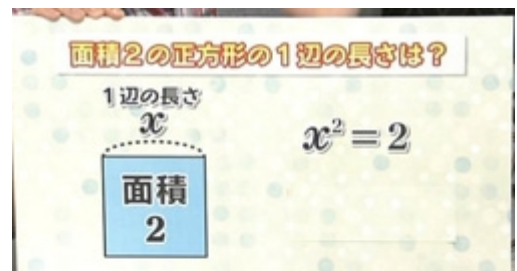 面積2の正方形の1辺の長さは?
1辺の長さ
x
x² = 2
面積
2